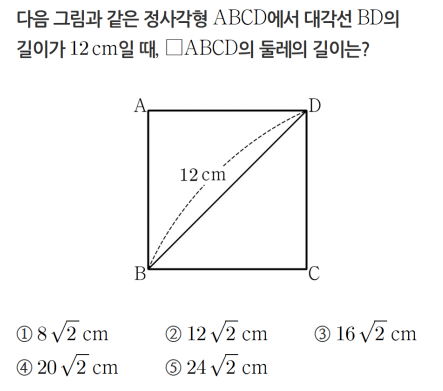 다음 그림과 같은 정사각형 ABCD에서 대각선 BD의
길이가 12 cm일 때, □ABCD의 둘레의 길이는?
A D
12 cm
B C
① 8√2 cm ② 12√2 cm ③ 16√2 cm
④ 20√2 cm ⑤ 24√2 cm